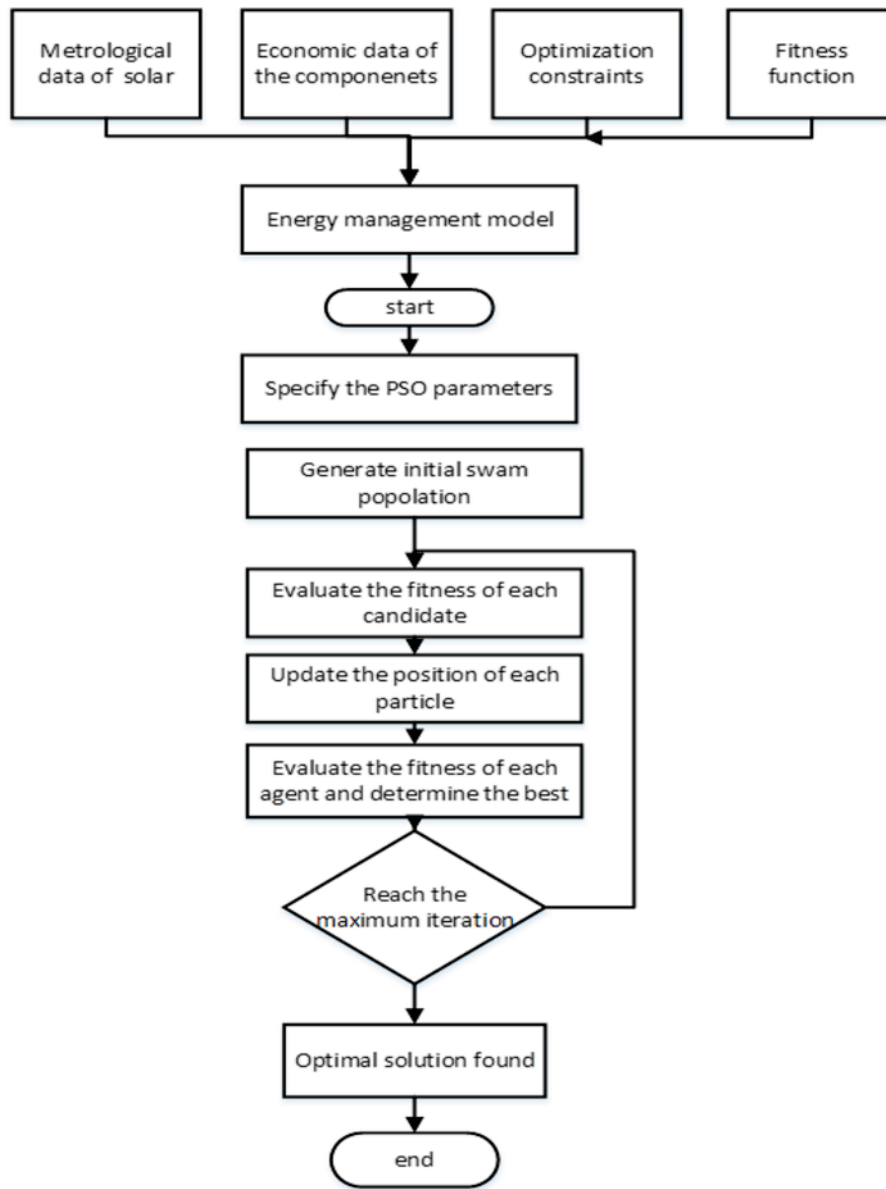 Metrological
data of solar
Economic data of
the componenets
Optimization
constraints
Fitness
function
Energy management model
start
Specify the PSO parameters
Generate initial swam
popolation
Evaluate the fitness of each
candidate
Update the position of each
particle
Evaluate the fitness of each
agent and determine the best
Reach the
maximum iteration
Optimal solution found
end